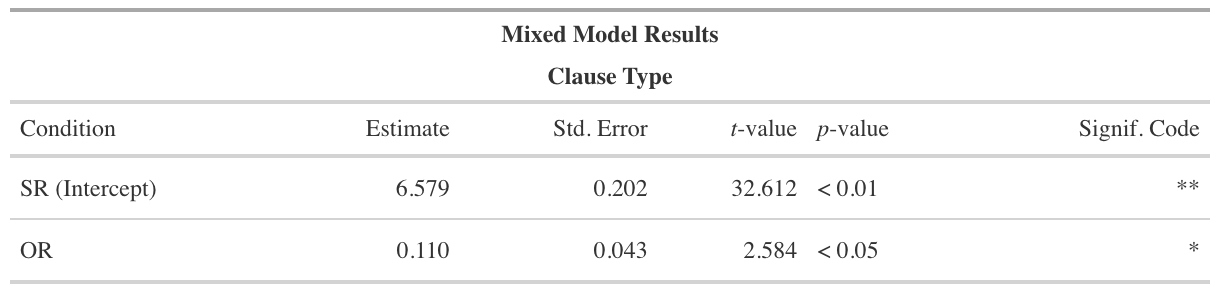 Mixed Model Results
Clause Type
Condition Estimate Std. Error t-value p-value Signif. Code
SR (Intercept) 6.579 0.202 32.612 < 0.01 **
OR 0.110 0.043 2.584 < 0.05 *